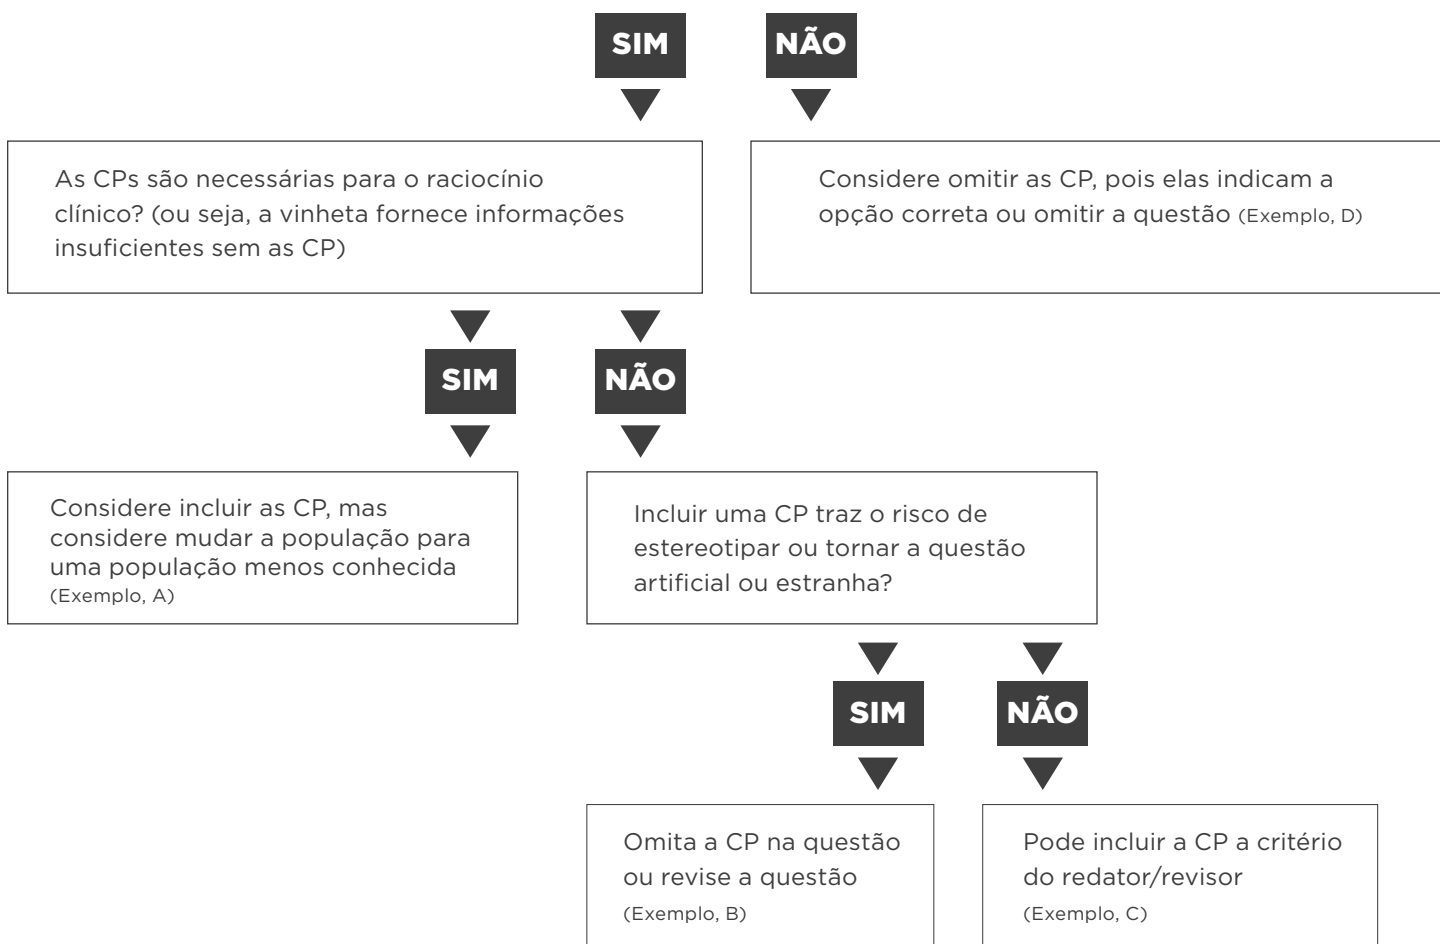 SIM
NÃO
As CPs são necessárias para o raciocínio
clínico? (ou seja, a vinheta fornece informações
insuficientes sem as CP)
Considere omitir as CP, pois elas indicam a
opção correta ou omitir a questão (Exemplo, D)
SIM
NÃO
Considere incluir as CP, mas
considere mudar a população para
uma população menos conhecida
(Exemplo, A)
Incluir uma CP traz o risco de
estereotipar ou tornar a questão
artificial ou estranha?
SIM
NÃO
Omita a CP na questão
ou revise a questão
(Exemplo, B)
Pode incluir a CP a critério
do redator/revisor
(Exemplo, C)